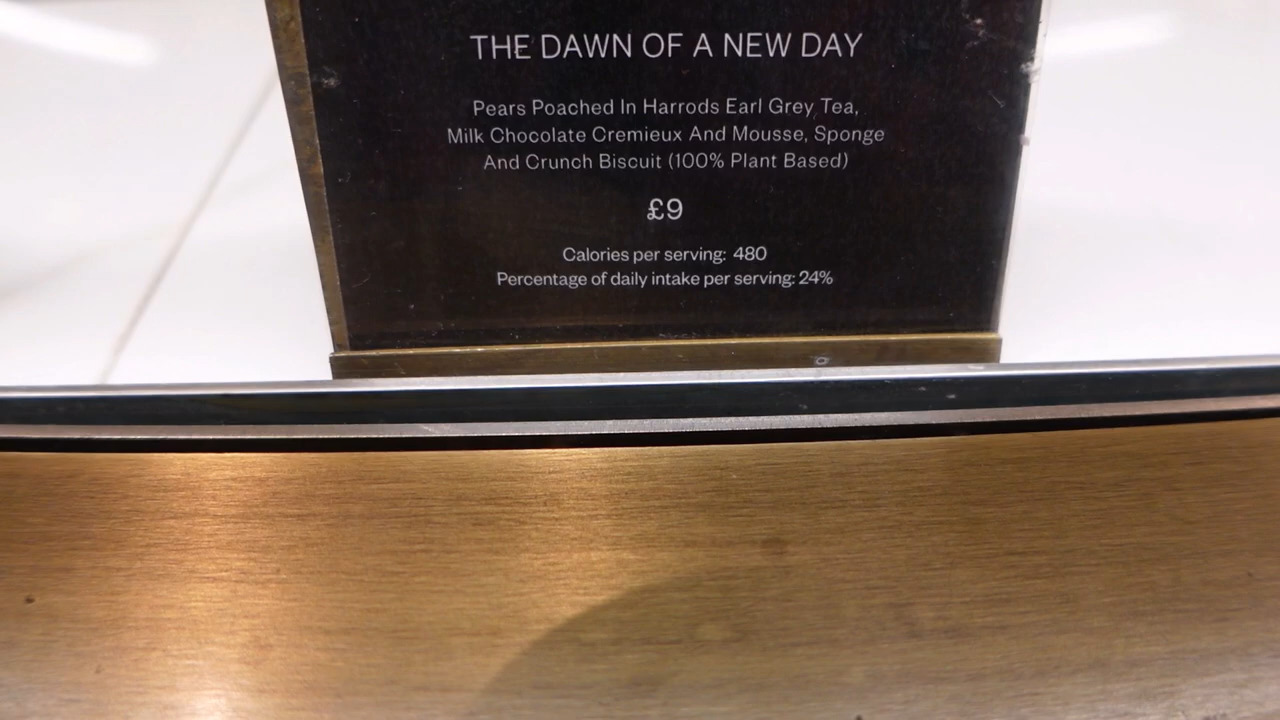 THE DAWN OF A NEW DAY
Pears Poached In Harrods Earl Grey Tea,
Milk Chocolate Cremieux And Mousse, Sponge
And Crunch Biscuit (100% Plant Based)
£9
Calories per serving: 480
Percentage of daily intake per serving: 24%